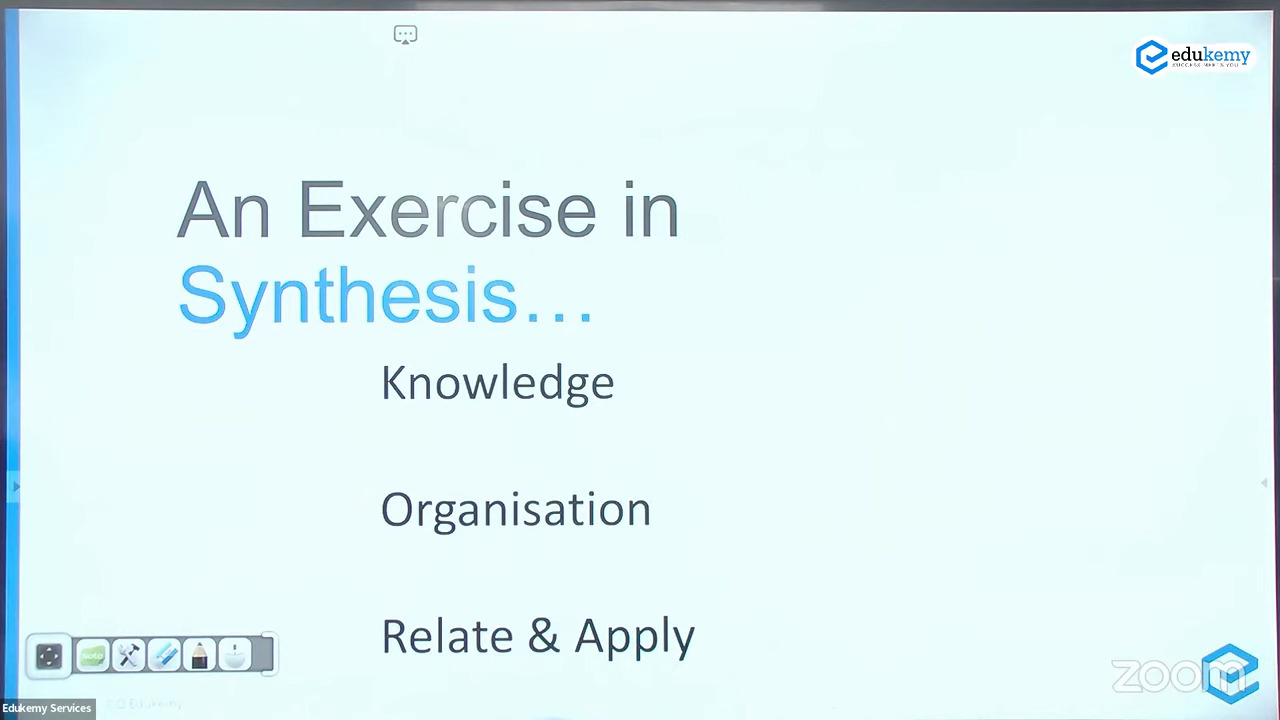 edukemy
An Exercise in
Synthesis…
Knowledge
Organisation
Relate & Apply
zoom
Edukemy Services